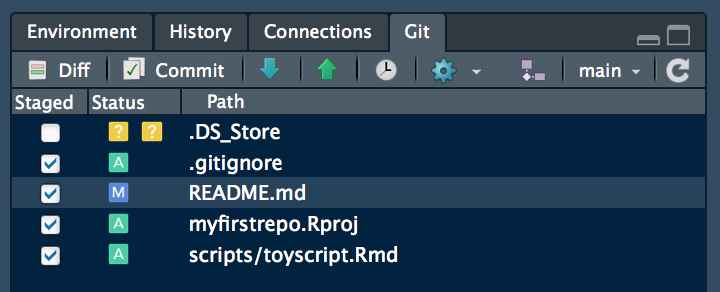 Environment History Connections Git
Diff Commit main
Staged Status Path
? ? .DS_Store
A .gitignore
M README.md
A myfirstrepo.Rproj
A scripts/toyscript.Rmd